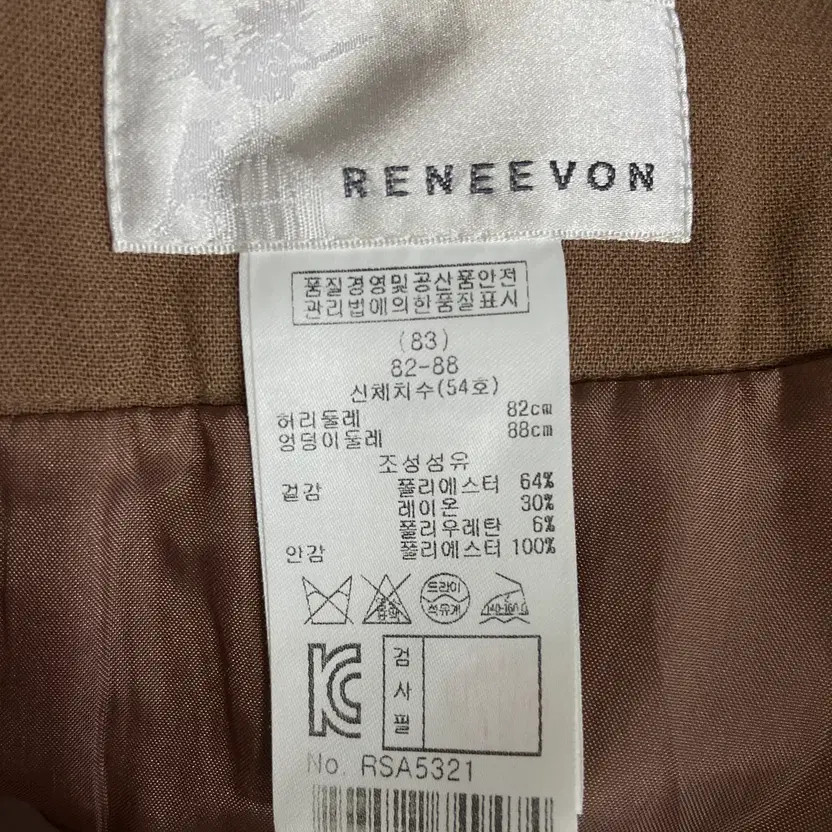 RENEEVON
품질경영및공산품안전
관리법에의한품질표시
(83)
82-88
신체치수(54호)
허리둘레 82cm
엉덩이둘레 88cm
조성섬유
겉감 폴리에스터 64%
레이온 30%
폴리우레탄 6%
안감 폴리에스터 100%
드라이
석유계
검사필
No. RSA5321